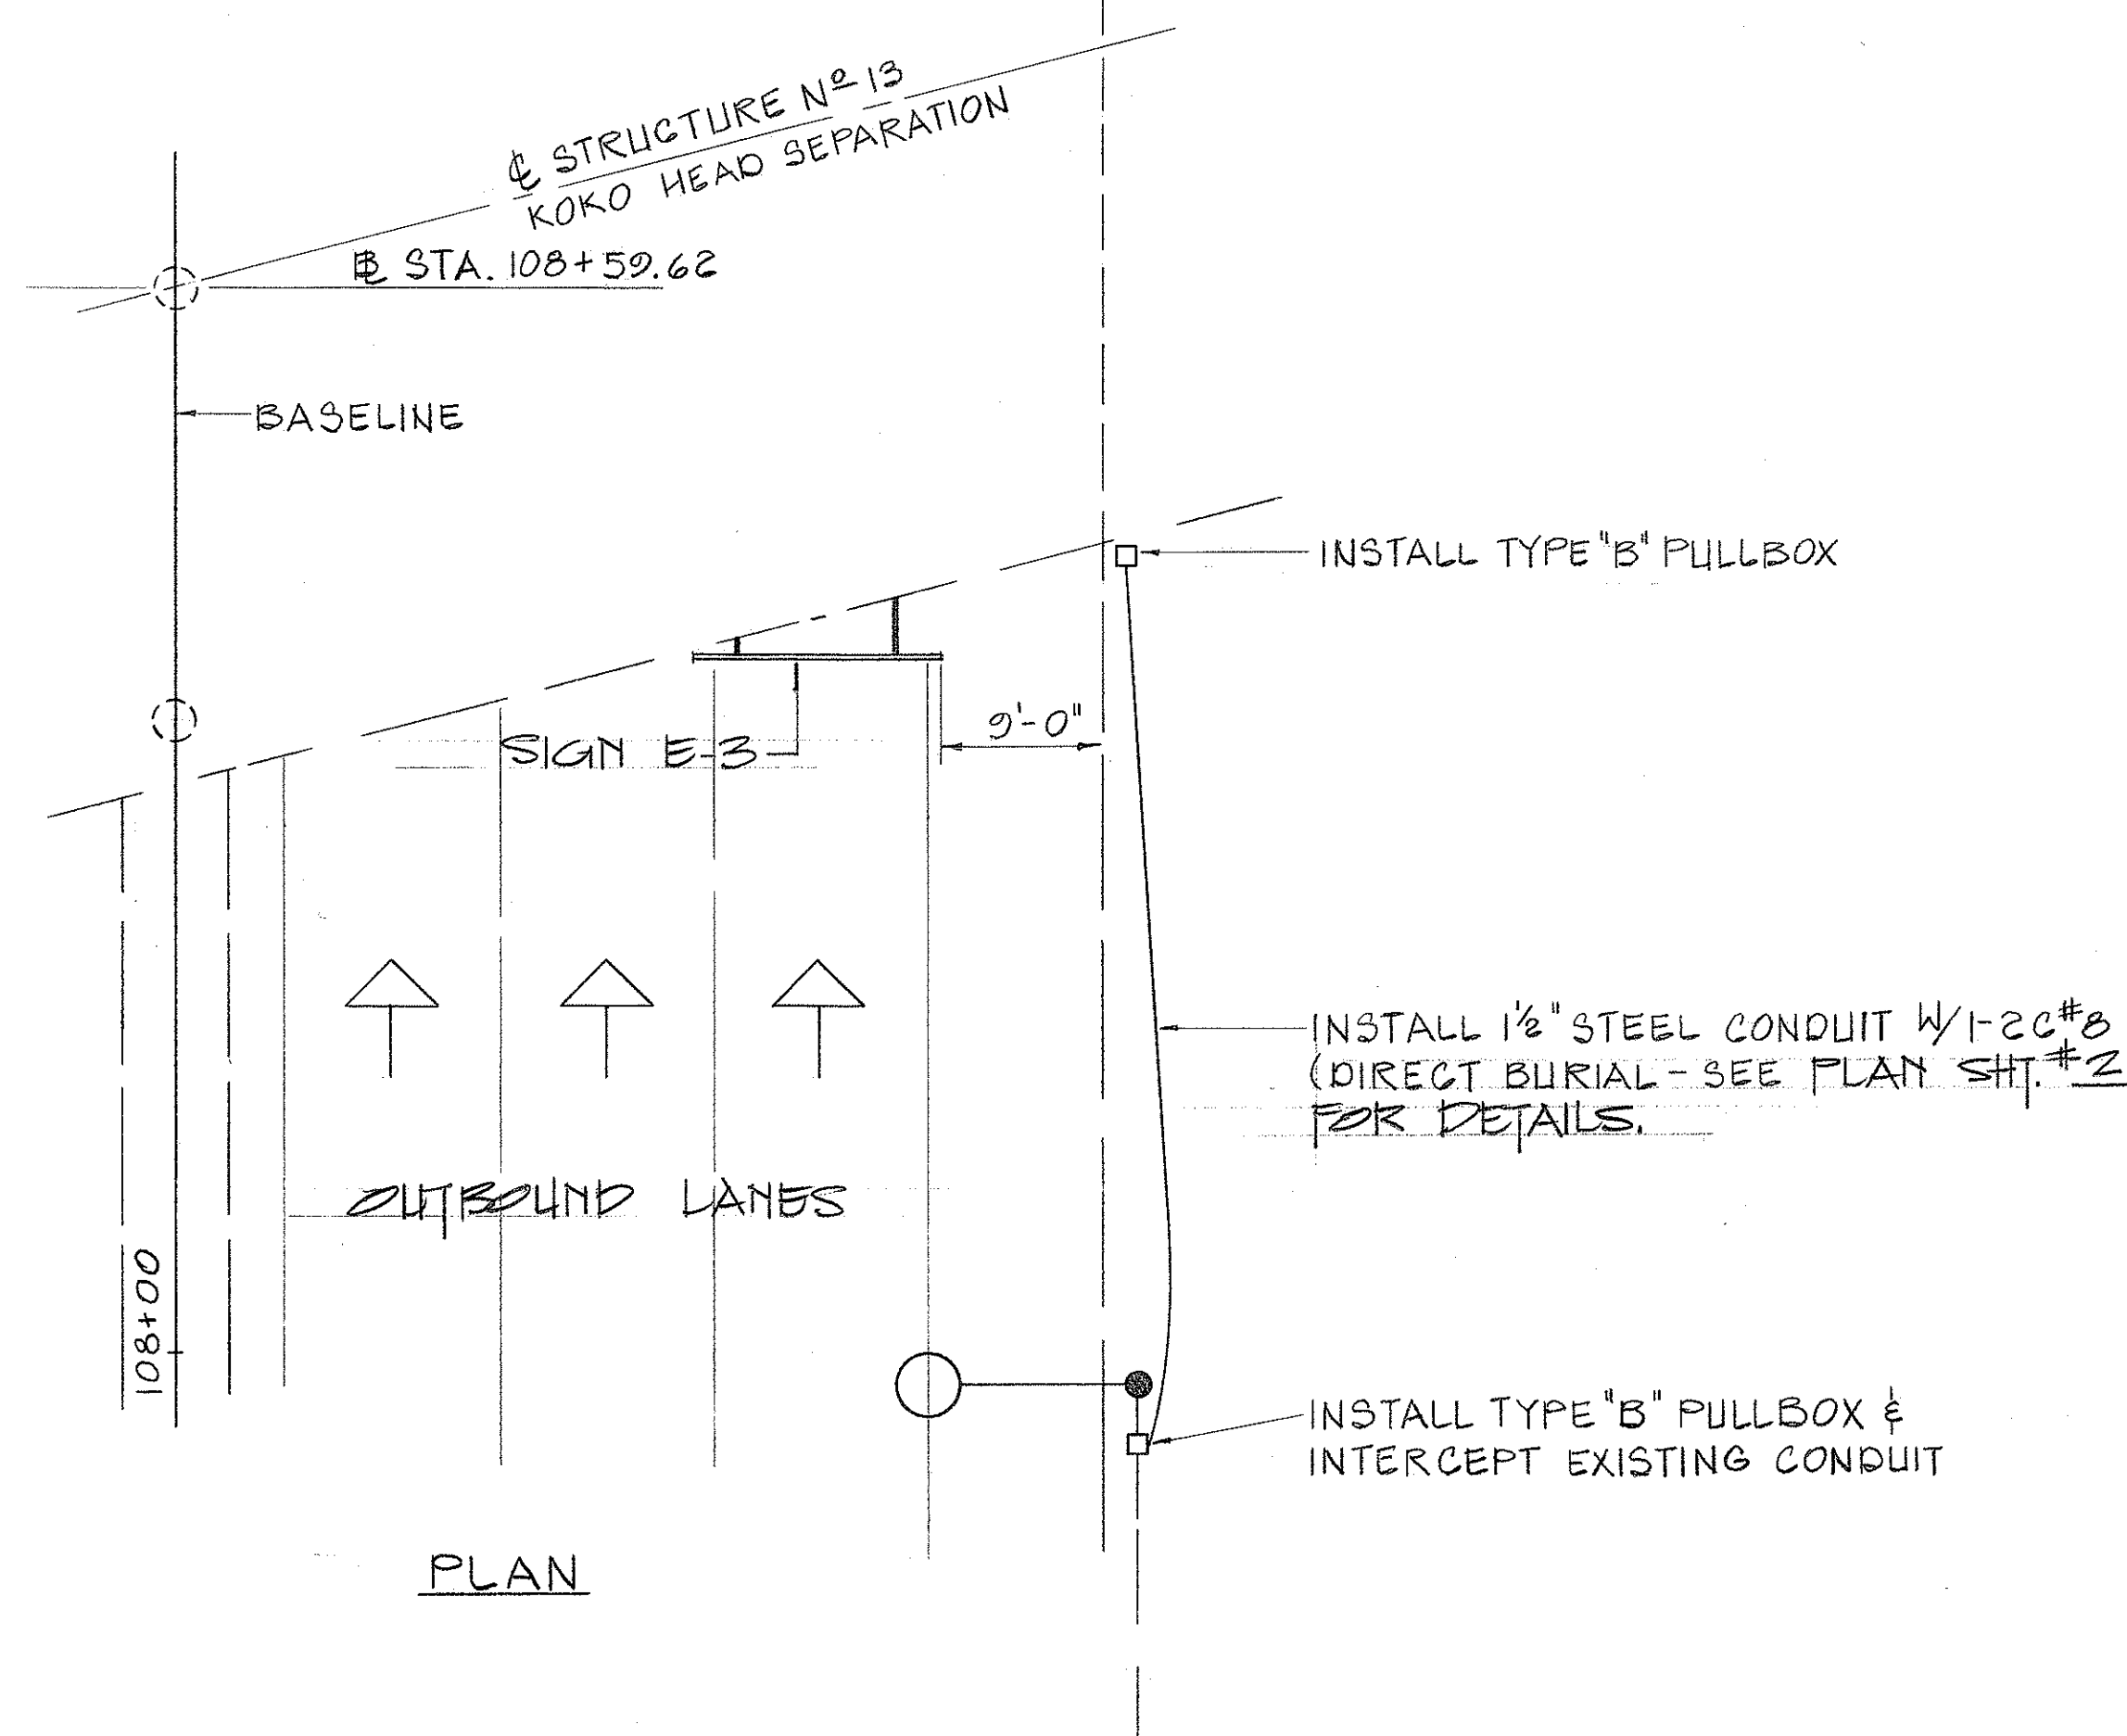 ℄ STRUCTURE Nº 13
KOKO HEAD SEPARATION
BL STA. 108+59.62
BASELINE
INSTALL TYPE "B" PULLBOX
9'-0"
SIGN E-3
INSTALL 1½" STEEL CONDUIT W/1-2C#8
(DIRECT BURIAL - SEE PLAN SHT. #2
FOR DETAILS.
OUTBOUND LANES
108+00
INSTALL TYPE "B" PULLBOX &
INTERCEPT EXISTING CONDUIT
PLAN